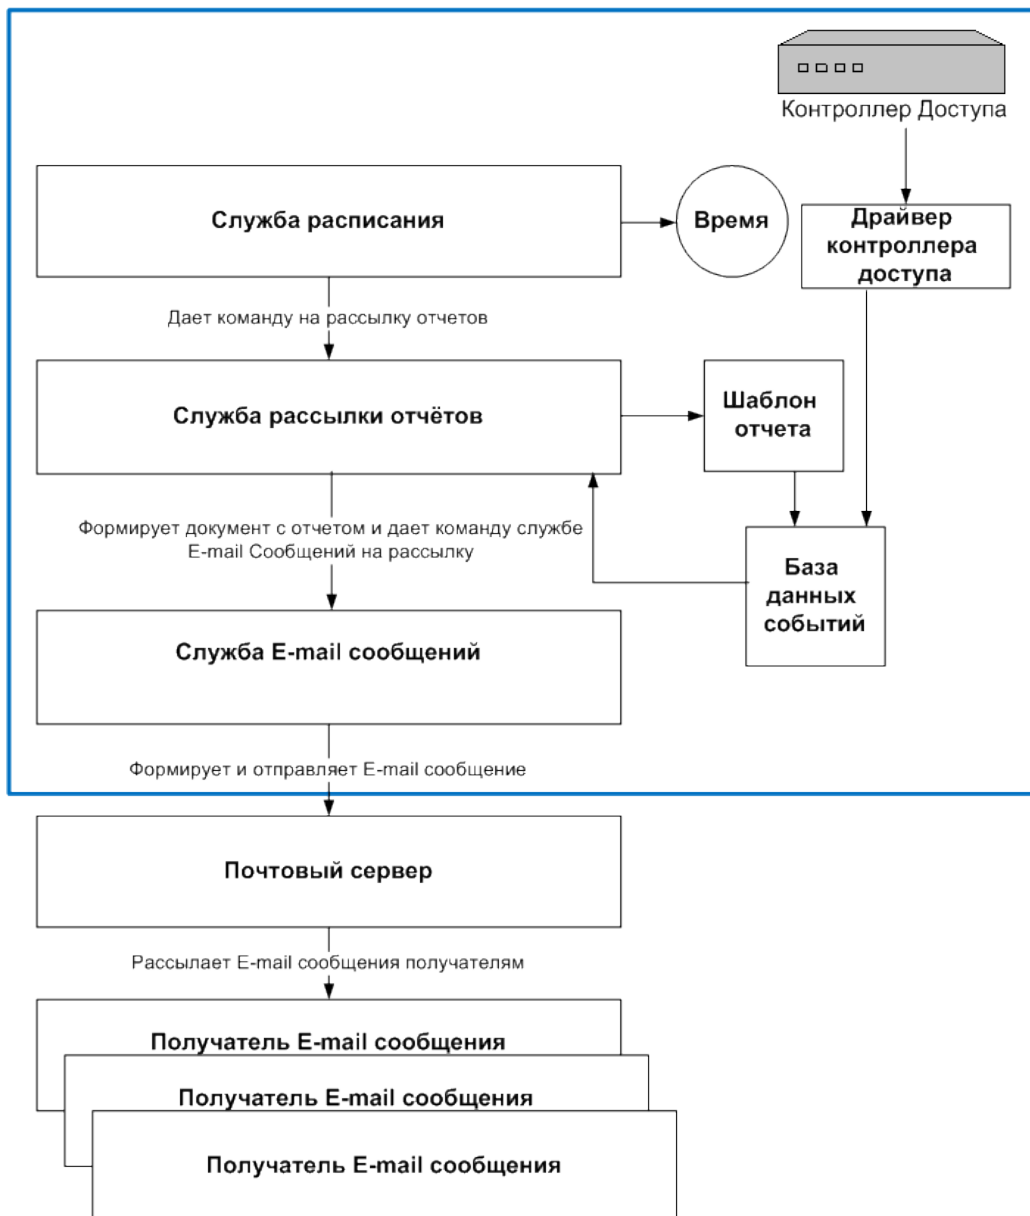 Контроллер Доступа
Служба расписания
Время
Драйвер
контроллера
доступа
Дает команду на рассылку отчетов
Служба рассылки отчётов
Шаблон
отчета
Формирует документ с отчетом и дает команду службе
E-mail Сообщений на рассылку
База
данных
событий
Служба E-mail сообщений
Формирует и отправляет E-mail сообщение
Почтовый сервер
Рассылает E-mail сообщения получателям
Получатель E-mail сообщения
Получатель E-mail сообщения
Получатель E-mail сообщения